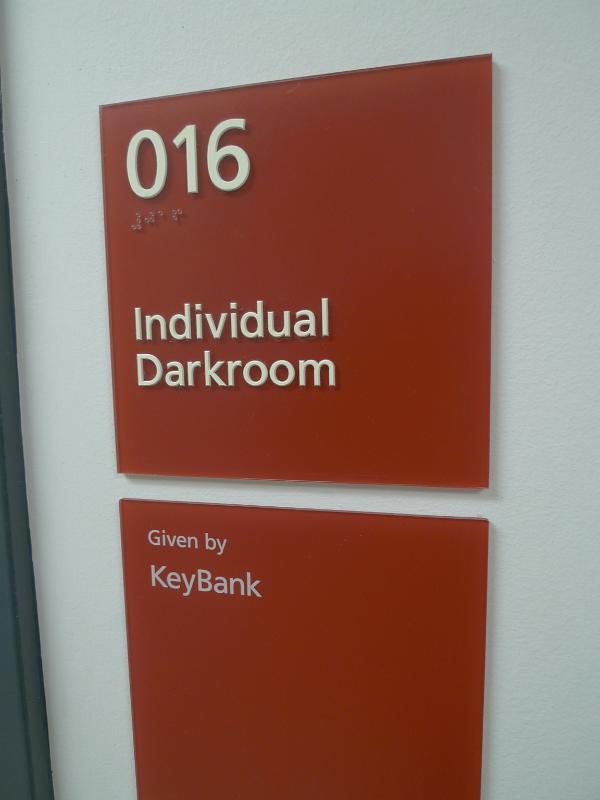 016
Individual
Darkroom
Given by
KeyBank